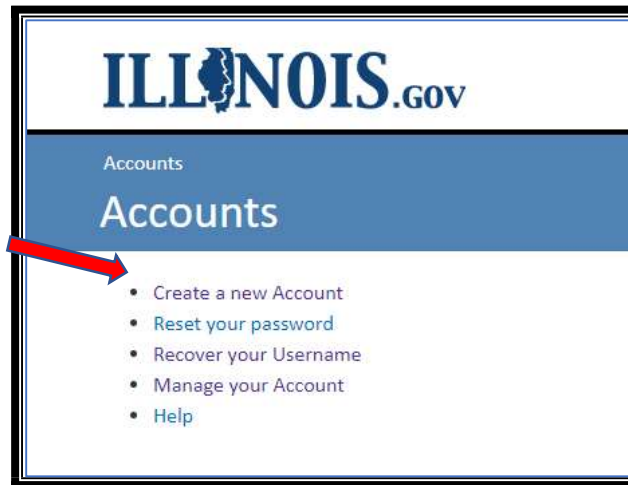 ILLINOIS.GOV
Accounts
Accounts
Create a new Account
Reset your password
Recover your Username
Manage your Account
Help